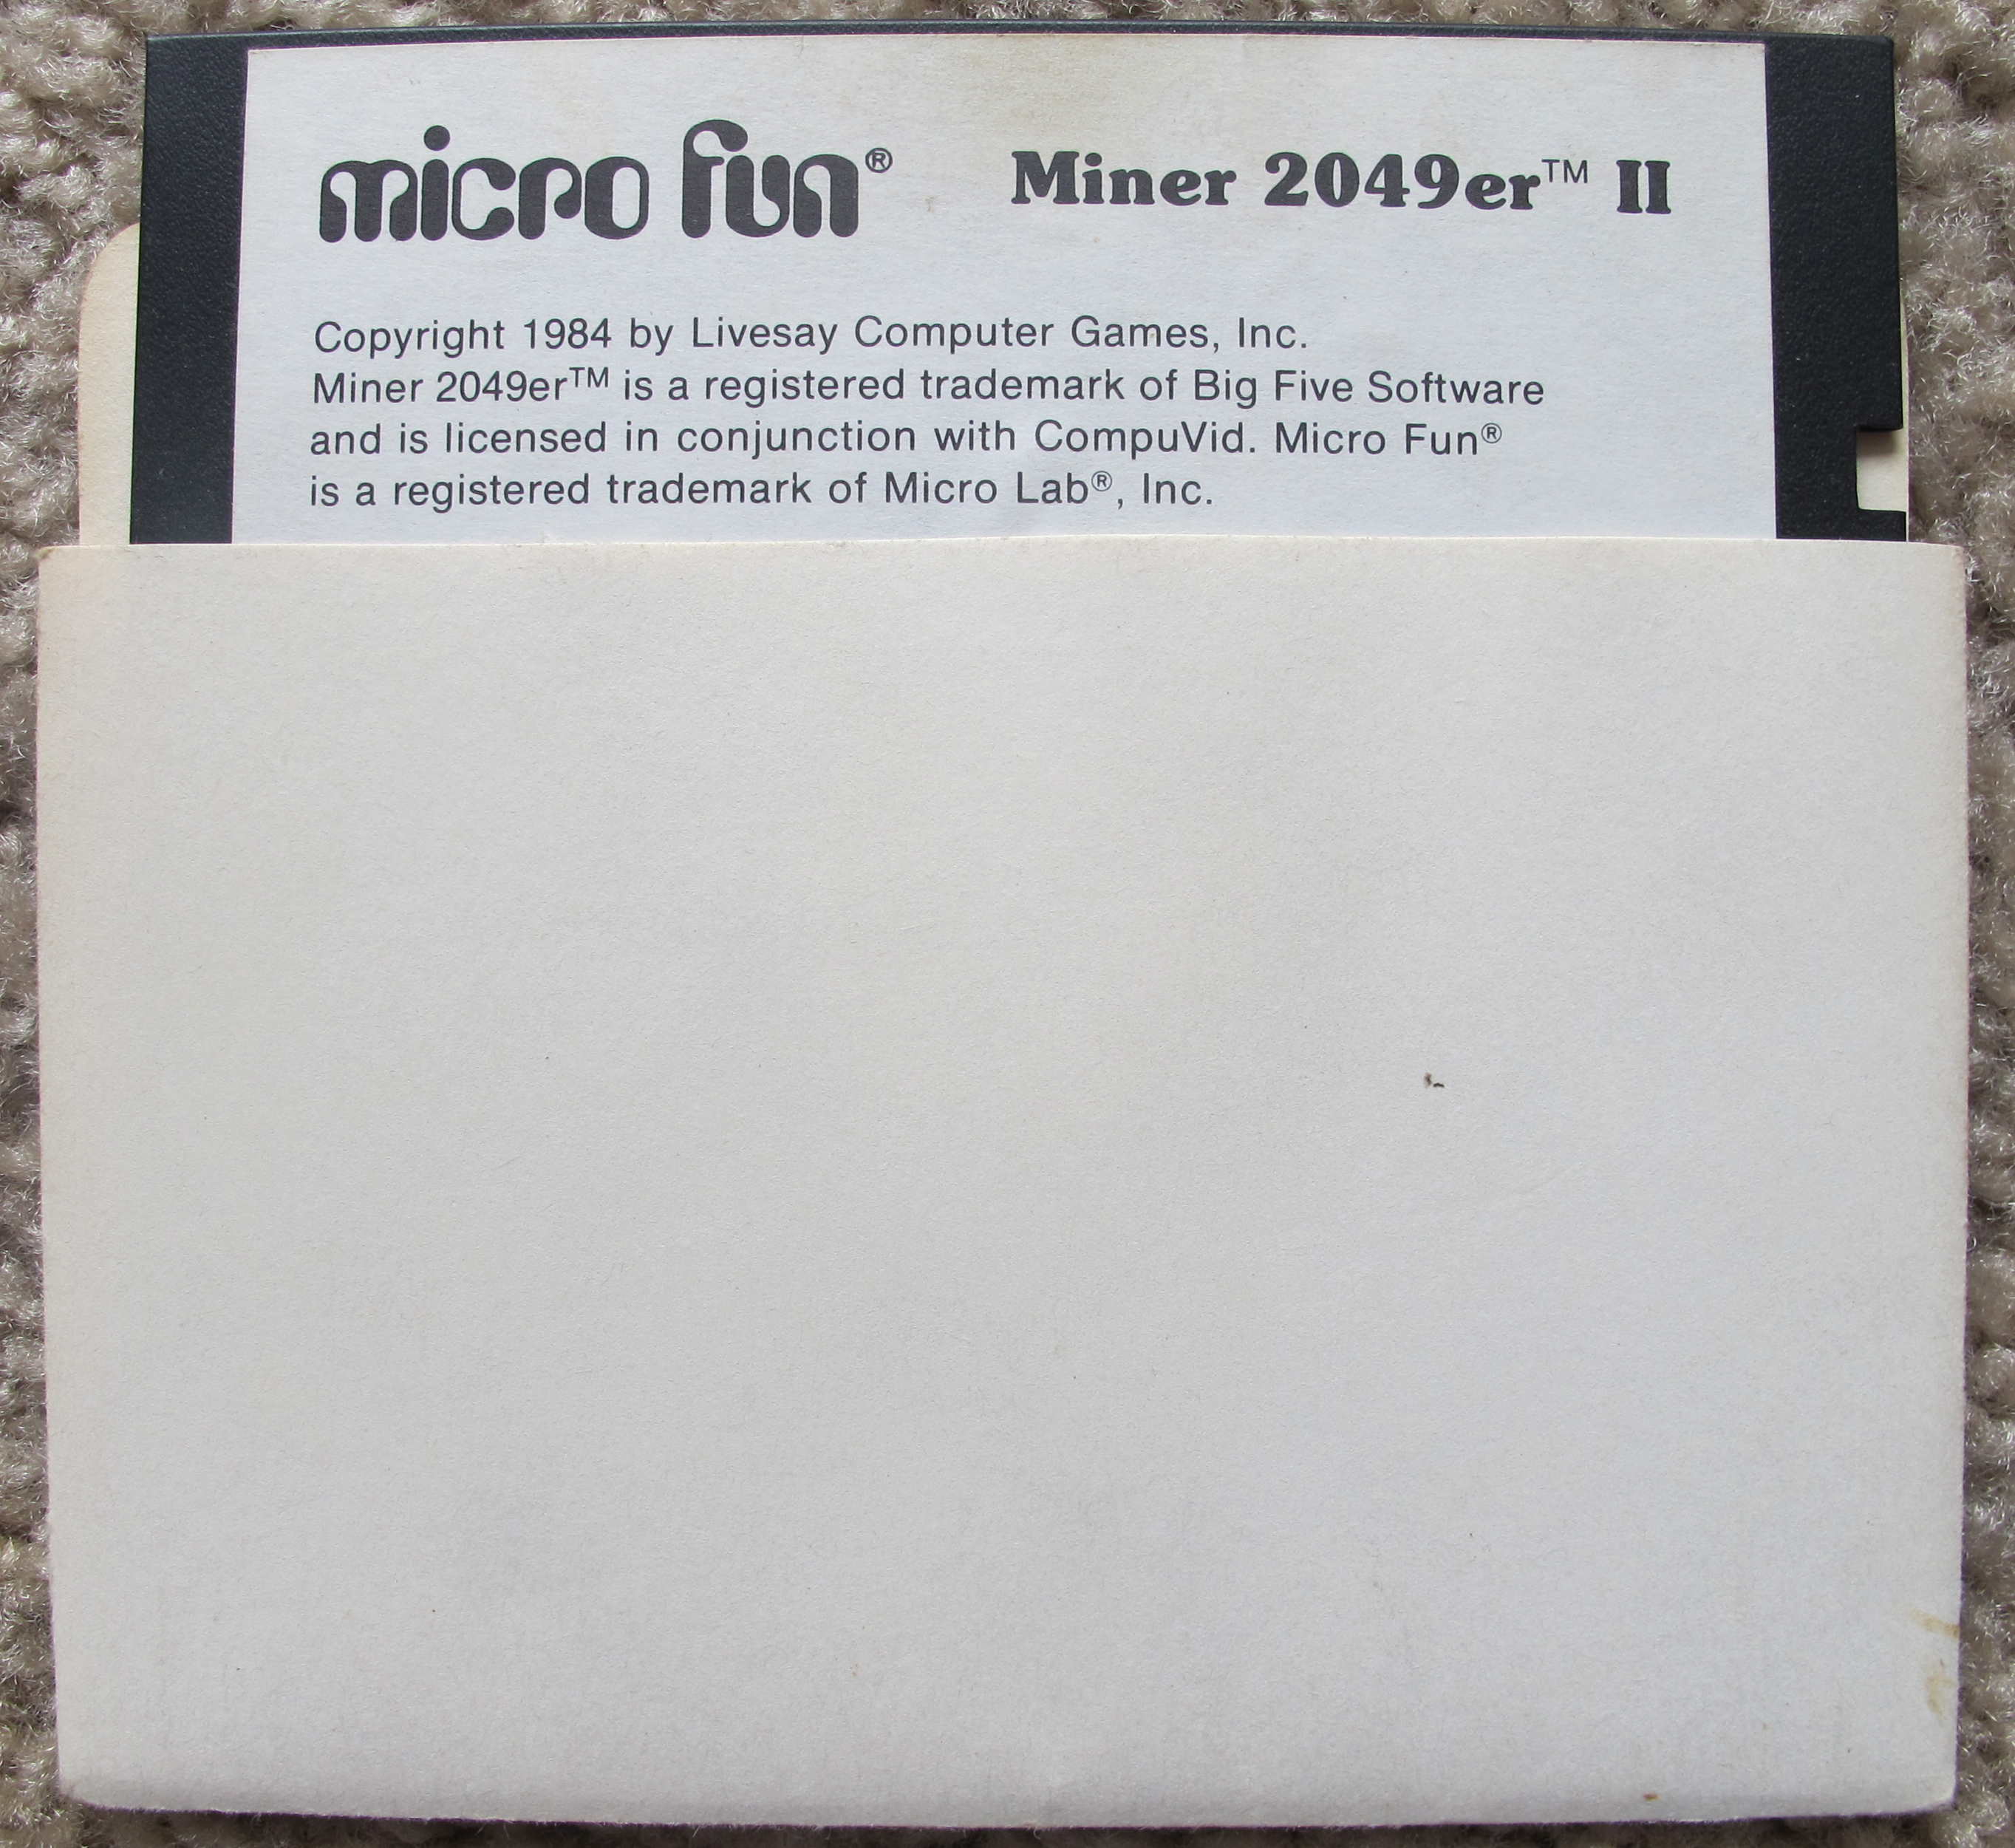 micro fun® Miner 2049er™ II
Copyright 1984 by Livesay Computer Games, Inc.
Miner 2049er™ is a registered trademark of Big Five Software
and is licensed in conjunction with CompuVid. Micro Fun®
is a registered trademark of Micro Lab®, Inc.